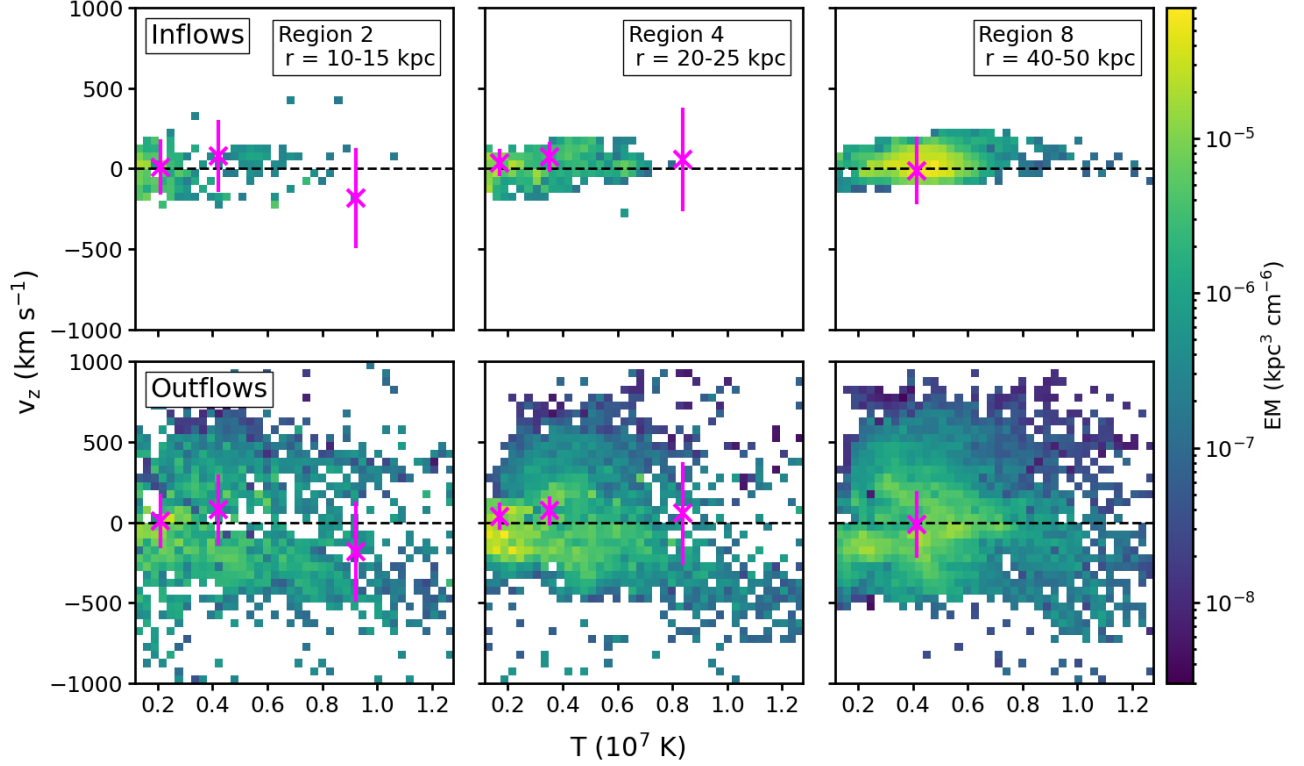 1000
500
0
−500
−1000
Inflows
Region 2
r = 10-15 kpc
Region 4
r = 20-25 kpc
Region 8
r = 40-50 kpc
1000
500
0
−500
−1000
Outflows
0.2 0.4 0.6 0.8 1.0 1.2
0.2 0.4 0.6 0.8 1.0 1.2
0.2 0.4 0.6 0.8 1.0 1.2
v_z (km s⁻¹)
T (10⁷ K)
10⁻⁵
10⁻⁶
10⁻⁷
10⁻⁸
EM (kpc³ cm⁻⁶)